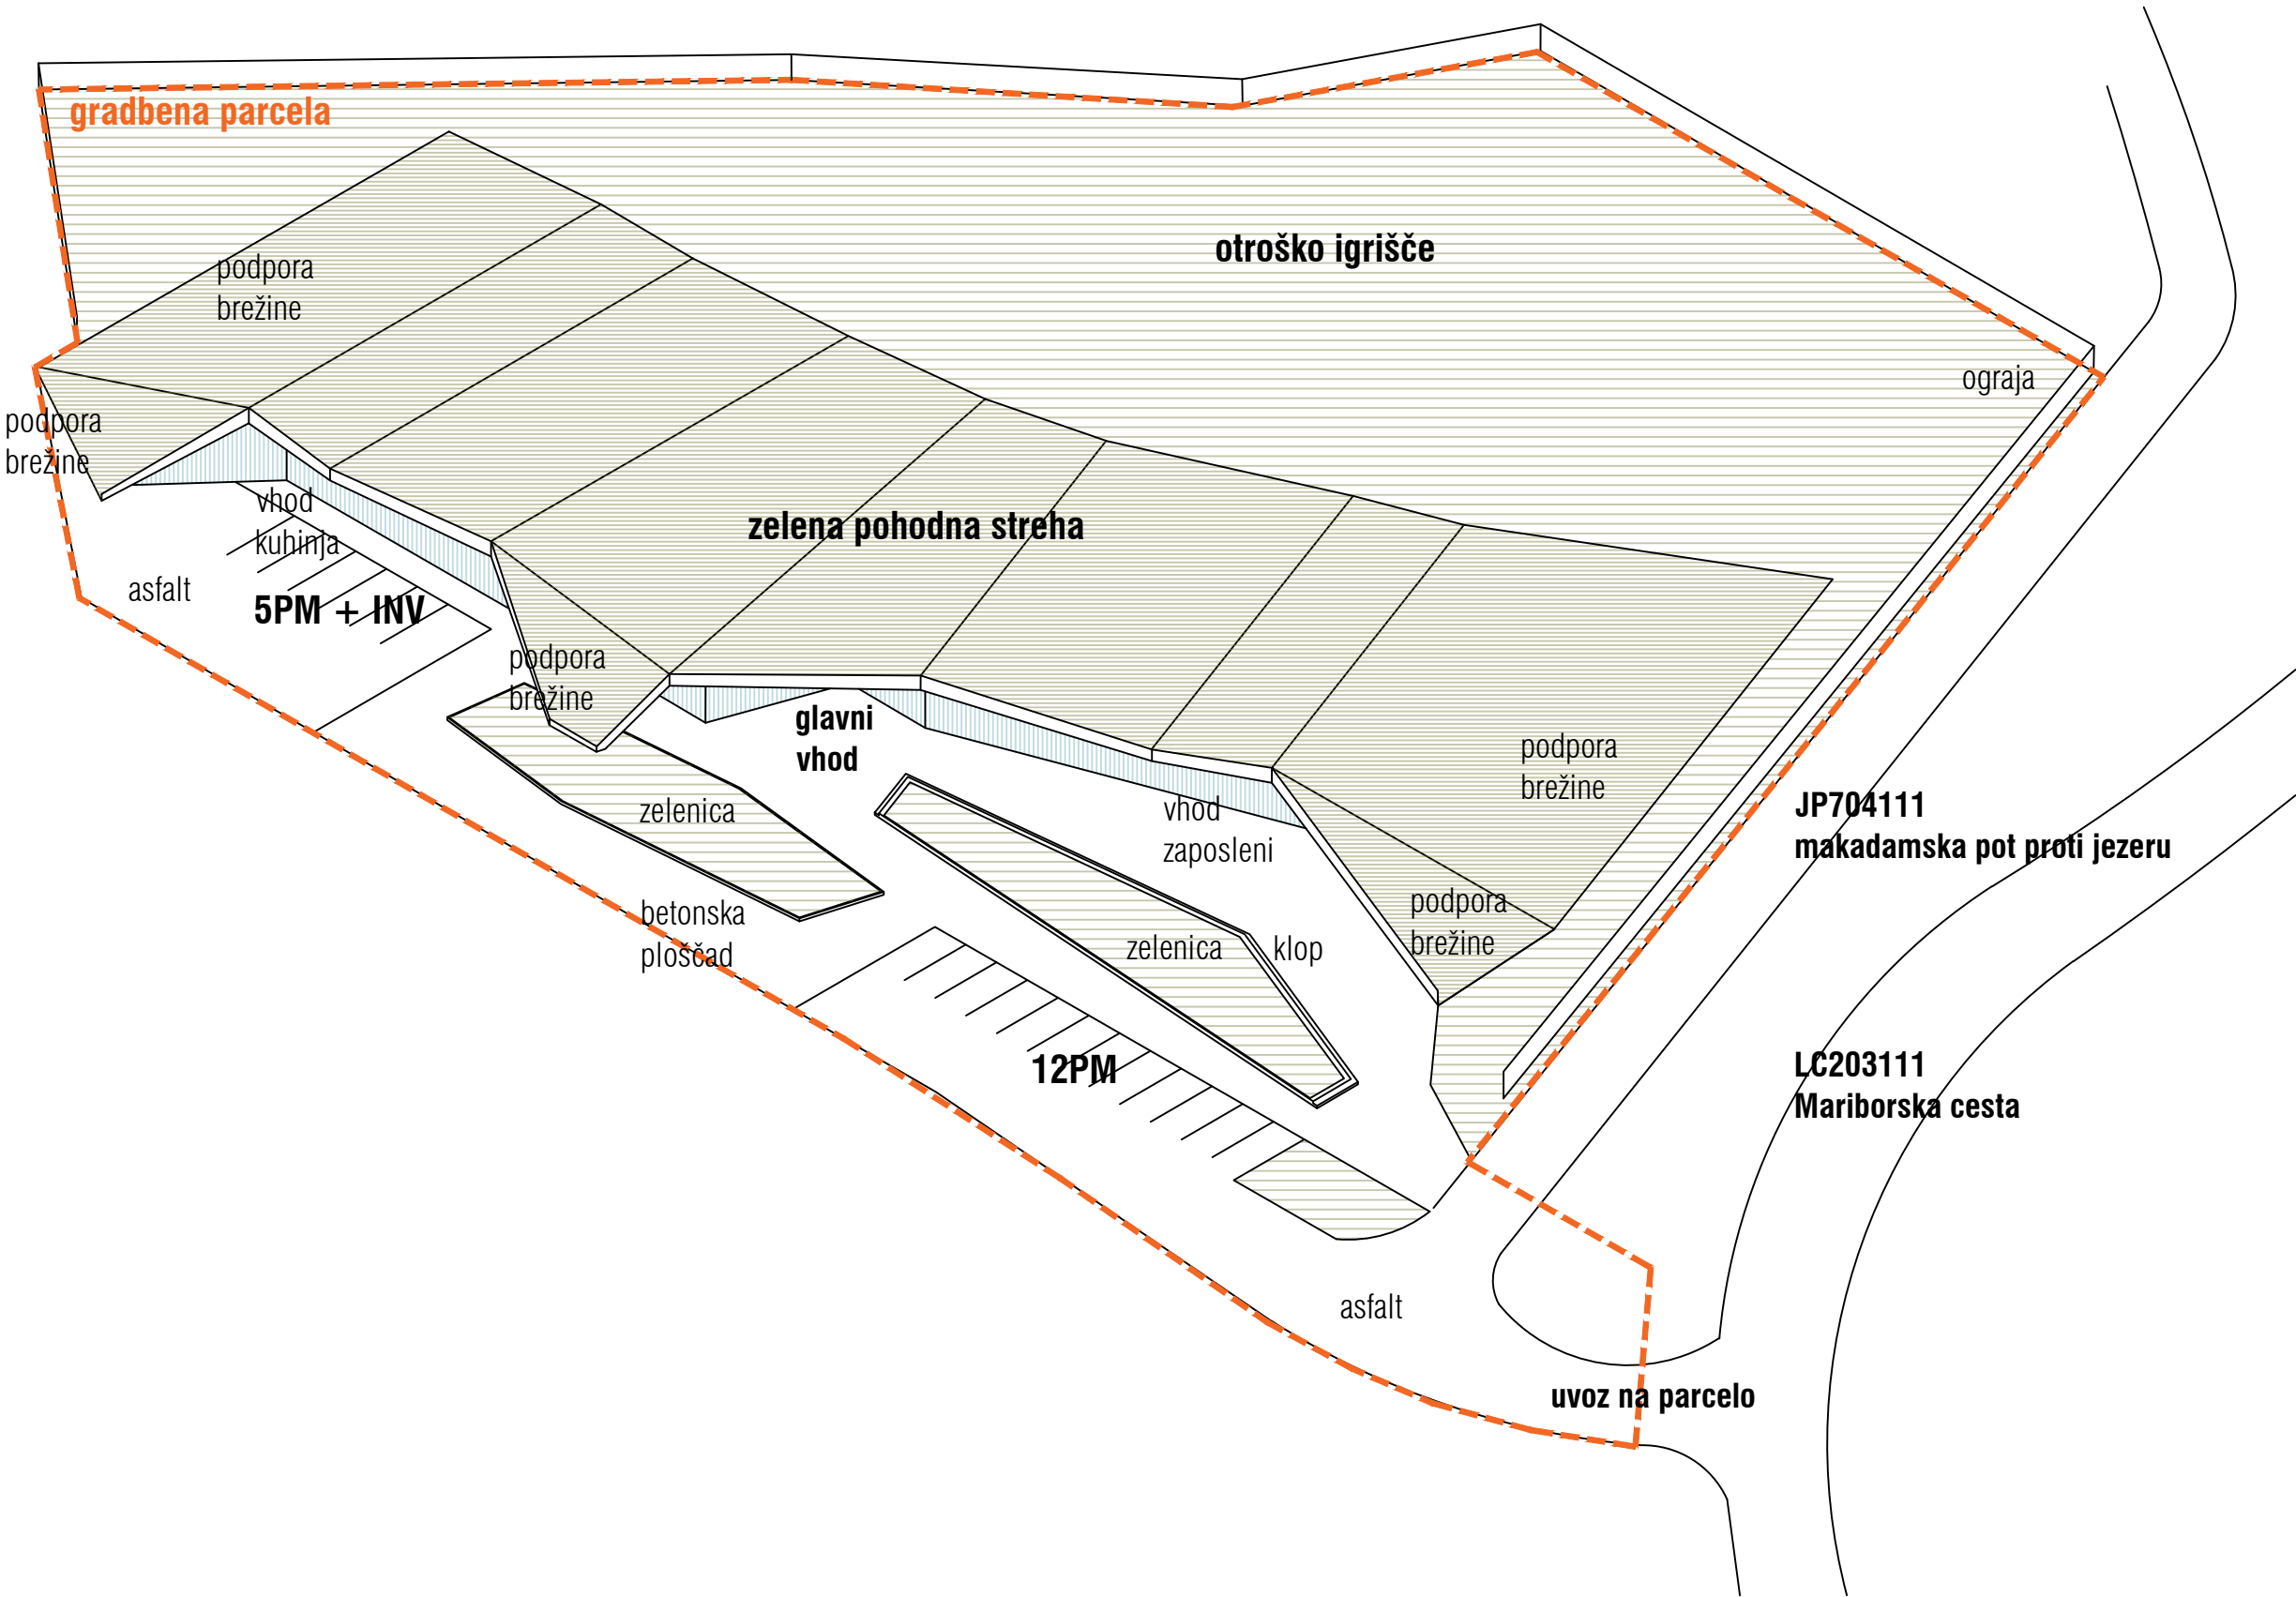 gradbena parcela
otroško igrišče
podpora
brežine
ograja
podpora
brežine
vhod
kuhinja
zelena pohodna streha
asfalt
5PM + INV
podpora
brežine
glavni
vhod
podpora
brežine
zelenica
vhod
zaposleni
JP704111
makadamska pot proti jezeru
betonska
ploščad
zelenica
klop
podpora
brežine
12PM
LC203111
Mariborska cesta
asfalt
uvoz na parcelo